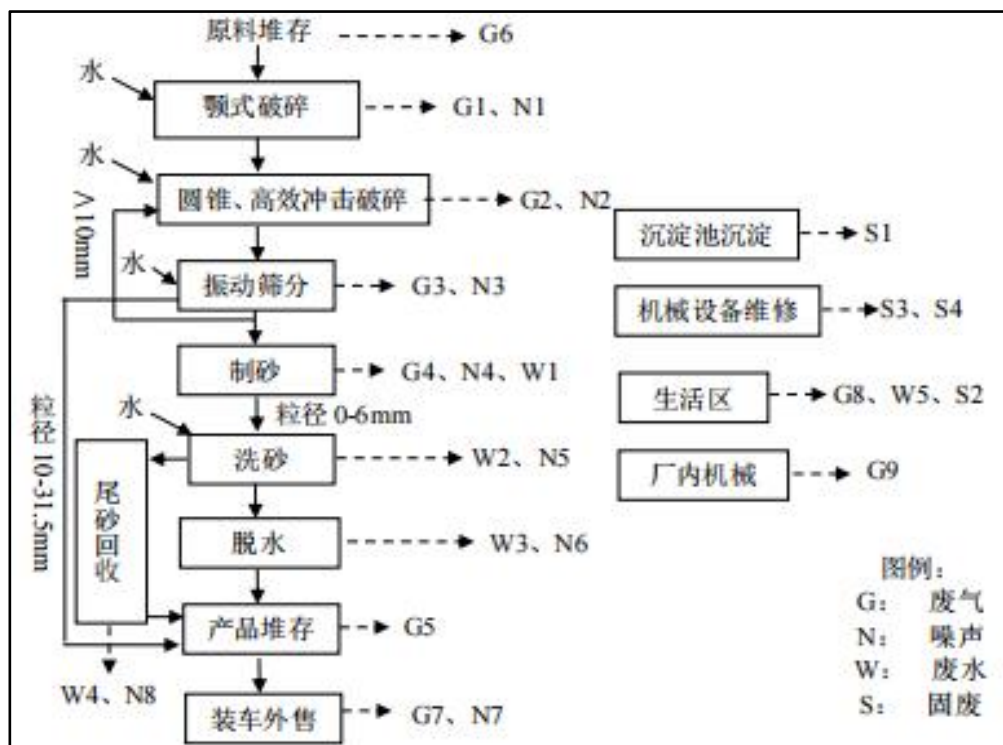 原料堆存
G6
水
颚式破碎
G1、N1
水
圆锥、高效冲击破碎
G2、N2
>10mm
水
振动筛分
G3、N3
制砂
G4、N4、W1
粒径 0-6mm
水
洗砂
W2、N5
粒径 10-31.5mm
尾砂回收
脱水
W3、N6
产品堆存
G5
W4、N8
装车外售
G7、N7
沉淀池沉淀
S1
机械设备维修
S3、S4
生活区
G8、W5、S2
厂内机械
G9
图例：
G： 废气
N： 噪声
W： 废水
S： 固废